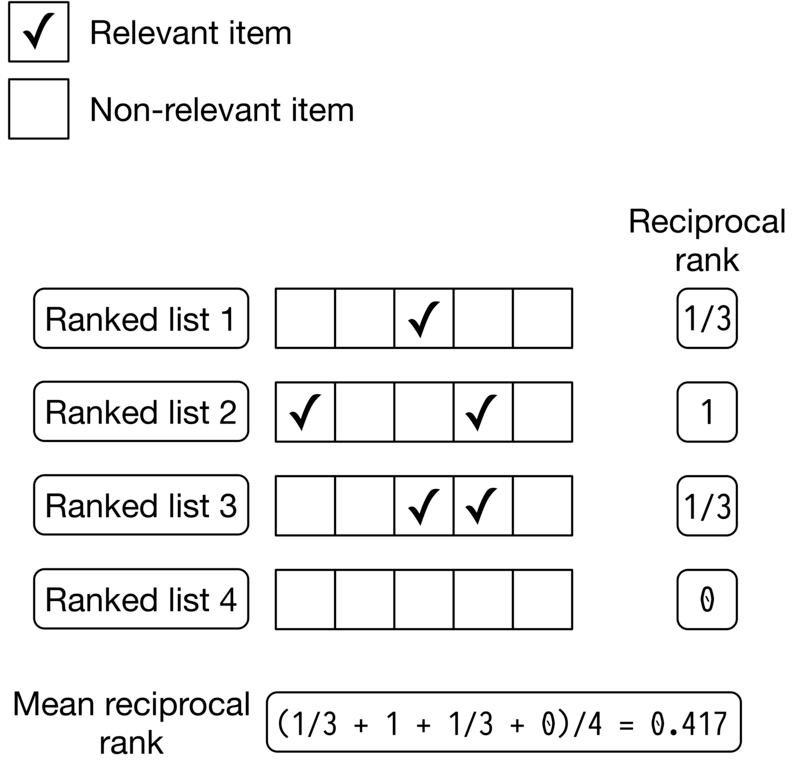 Relevant item
Non-relevant item
Reciprocal
rank
Ranked list 1
1/3
Ranked list 2
1
Ranked list 3
1/3
Ranked list 4
0
Mean reciprocal
rank
(1/3 + 1 + 1/3 + 0)/4 = 0.417